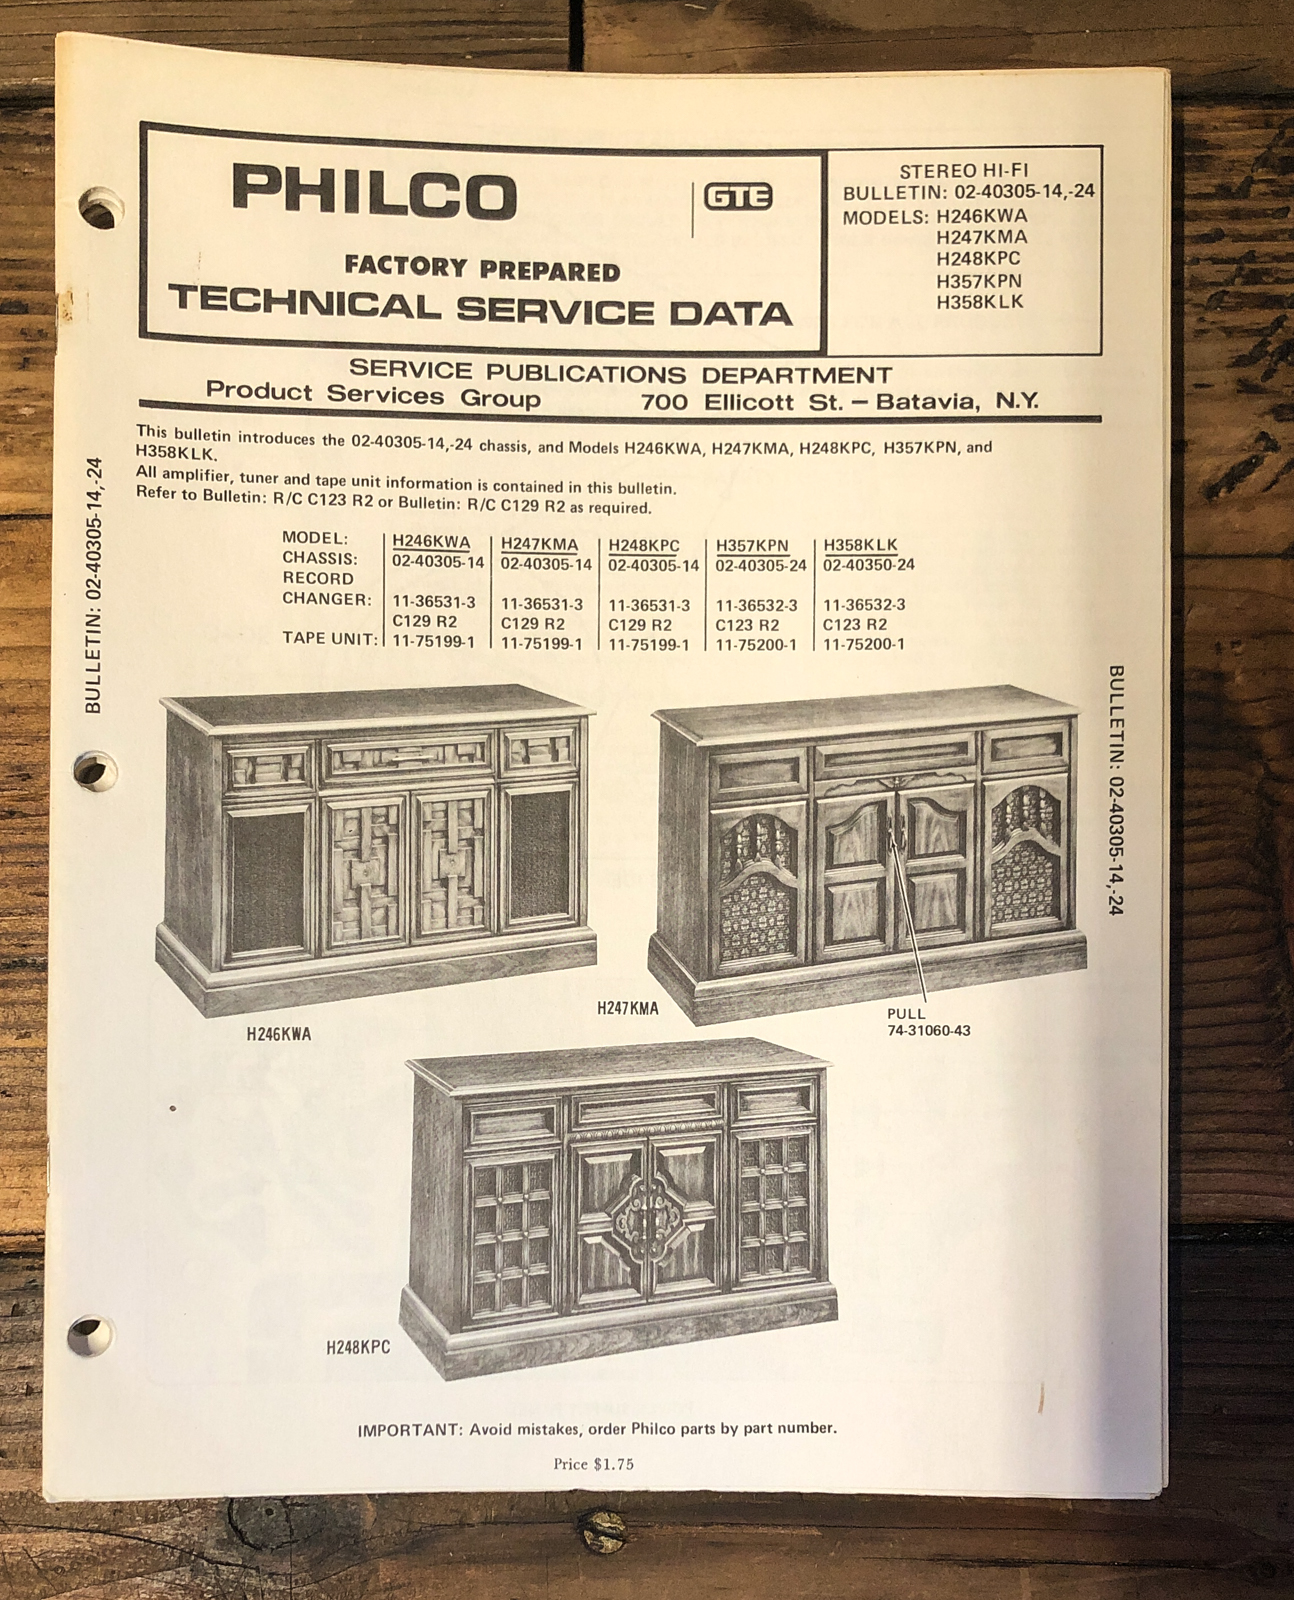 PHILCO
GTE
FACTORY PREPARED
TECHNICAL SERVICE DATA
STEREO HI-FI
BULLETIN: 02-40305-14,-24
MODELS: H246KWA
H247KMA
H248KPC
H357KPN
H358KLK
SERVICE PUBLICATIONS DEPARTMENT
Product Services Group 700 Ellicott St. – Batavia, N.Y.
This bulletin introduces the 02-40305-14,-24 chassis, and Models H246KWA, H247KMA, H248KPC, H357KPN, and
H358KLK.
All amplifier, tuner and tape unit information is contained in this bulletin.
Refer to Bulletin: R/C C123 R2 or Bulletin: R/C C129 R2 as required.
MODEL: H246KWA H247KMA H248KPC H357KPN H358KLK
CHASSIS: 02-40305-14 02-40305-14 02-40305-14 02-40305-24 02-40350-24
RECORD
CHANGER: 11-36531-3 11-36531-3 11-36531-3 11-36532-3 11-36532-3
C129 R2 C129 R2 C129 R2 C123 R2 C123 R2
TAPE UNIT: 11-75199-1 11-75199-1 11-75199-1 11-75200-1 11-75200-1
BULLETIN: 02-40305-14,-24
BULLETIN: 02-40305-14,-24
H246KWA
H247KMA
PULL
74-31060-43
H248KPC
IMPORTANT: Avoid mistakes, order Philco parts by part number.
Price $1.75